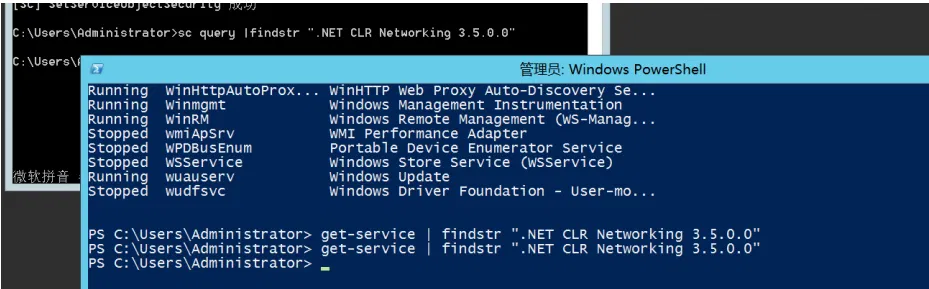 [SC] SetServiceObjectSecurity 成功
C:\Users\Administrator>sc query |findstr ".NET CLR Networking 3.5.0.0"
C:\Users\A
管理员: Windows PowerShell
Running WinHttpAutoProx... WinHTTP Web Proxy Auto-Discovery Se...
Running Winmgmt Windows Management Instrumentation
Running WinRM Windows Remote Management (WS-Manag...
Stopped wmiApSrv WMI Performance Adapter
Stopped WPDBusEnum Portable Device Enumerator Service
Stopped WSService Windows Store Service (WSService)
Running wuauserv Windows Update
Stopped wudfsvc Windows Driver Foundation - User-mo...
微软拼音
PS C:\Users\Administrator> get-service | findstr ".NET CLR Networking 3.5.0.0"
PS C:\Users\Administrator> get-service | findstr ".NET CLR Networking 3.5.0.0"
PS C:\Users\Administrator>